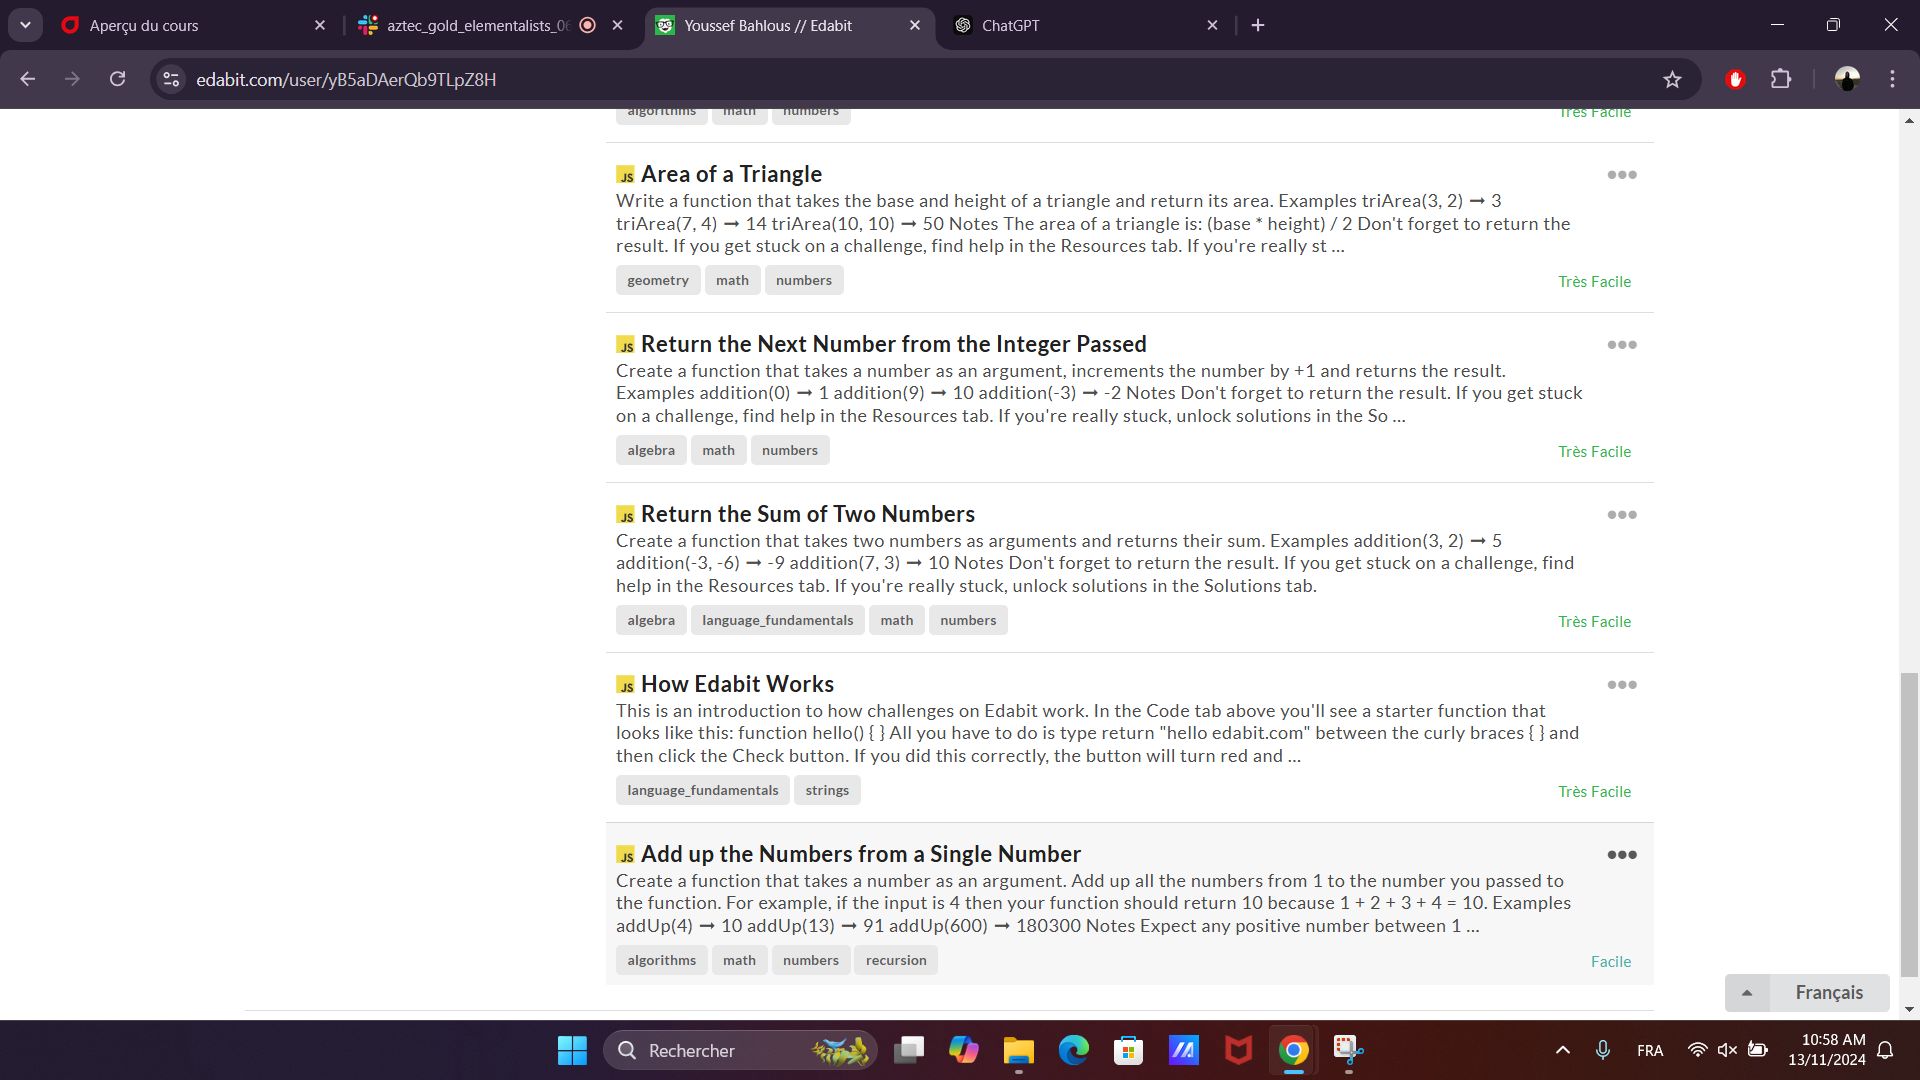 Aperçu du cours
aztec_gold_elementalists_06
Youssef Bahlous // Edabit
ChatGPT
edabit.com/user/yB5aDAerQb9TLpZ8H
algorithms math numbers
Très Facile
JS Area of a Triangle
Write a function that takes the base and height of a triangle and return its area. Examples triArea(3, 2) ➞ 3
triArea(7, 4) ➞ 14 triArea(10, 10) ➞ 50 Notes The area of a triangle is: (base * height) / 2 Don't forget to return the
result. If you get stuck on a challenge, find help in the Resources tab. If you're really st ...
geometry math numbers
Très Facile
JS Return the Next Number from the Integer Passed
Create a function that takes a number as an argument, increments the number by +1 and returns the result.
Examples addition(0) ➞ 1 addition(9) ➞ 10 addition(-3) ➞ -2 Notes Don't forget to return the result. If you get stuck
on a challenge, find help in the Resources tab. If you're really stuck, unlock solutions in the So ...
algebra math numbers
Très Facile
JS Return the Sum of Two Numbers
Create a function that takes two numbers as arguments and returns their sum. Examples addition(3, 2) ➞ 5
addition(-3, -6) ➞ -9 addition(7, 3) ➞ 10 Notes Don't forget to return the result. If you get stuck on a challenge, find
help in the Resources tab. If you're really stuck, unlock solutions in the Solutions tab.
algebra language_fundamentals math numbers
Très Facile
JS How Edabit Works
This is an introduction to how challenges on Edabit work. In the Code tab above you'll see a starter function that
looks like this: function hello() { } All you have to do is type return "hello edabit.com" between the curly braces { } and
then click the Check button. If you did this correctly, the button will turn red and ...
language_fundamentals strings
Très Facile
JS Add up the Numbers from a Single Number
Create a function that takes a number as an argument. Add up all the numbers from 1 to the number you passed to
the function. For example, if the input is 4 then your function should return 10 because 1 + 2 + 3 + 4 = 10. Examples
addUp(4) ➞ 10 addUp(13) ➞ 91 addUp(600) ➞ 180300 Notes Expect any positive number between 1 ...
algorithms math numbers recursion
Facile
Français
Rechercher
FRA
10:58 AM
13/11/2024